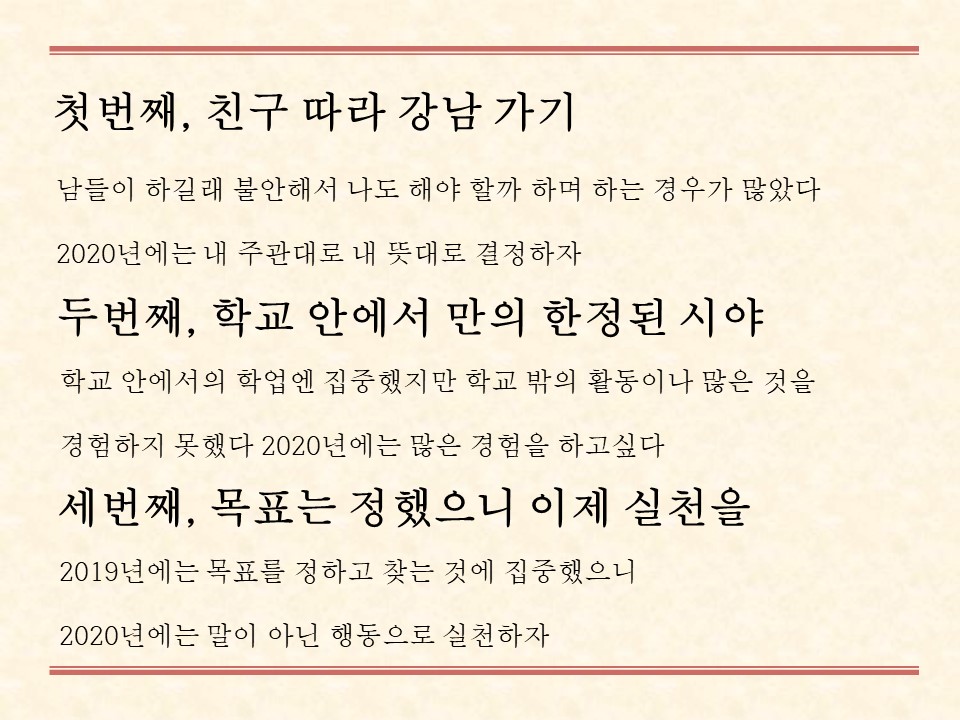 첫번째, 친구 따라 강남 가기
남들이 하길래 불안해서 나도 해야 할까 하며 하는 경우가 많았다
2020년에는 내 주관대로 내 뜻대로 결정하자
두번째, 학교 안에서 만의 한정된 시야
학교 안에서의 학업엔 집중했지만 학교 밖의 활동이나 많은 것을
경험하지 못했다 2020년에는 많은 경험을 하고싶다
세번째, 목표는 정했으니 이제 실천을
2019년에는 목표를 정하고 찾는 것에 집중했으니
2020년에는 말이 아닌 행동으로 실천하자